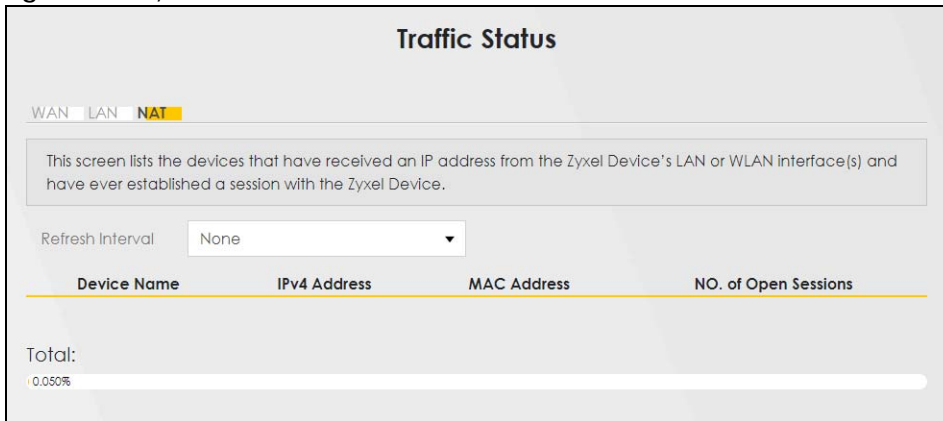 Traffic Status
WAN LAN NAT
This screen lists the devices that have received an IP address from the Zyxel Device's LAN or WLAN interface(s) and
have ever established a session with the Zyxel Device.
Refresh Interval None
Device Name IPv4 Address MAC Address NO. of Open Sessions
Total:
0.050%